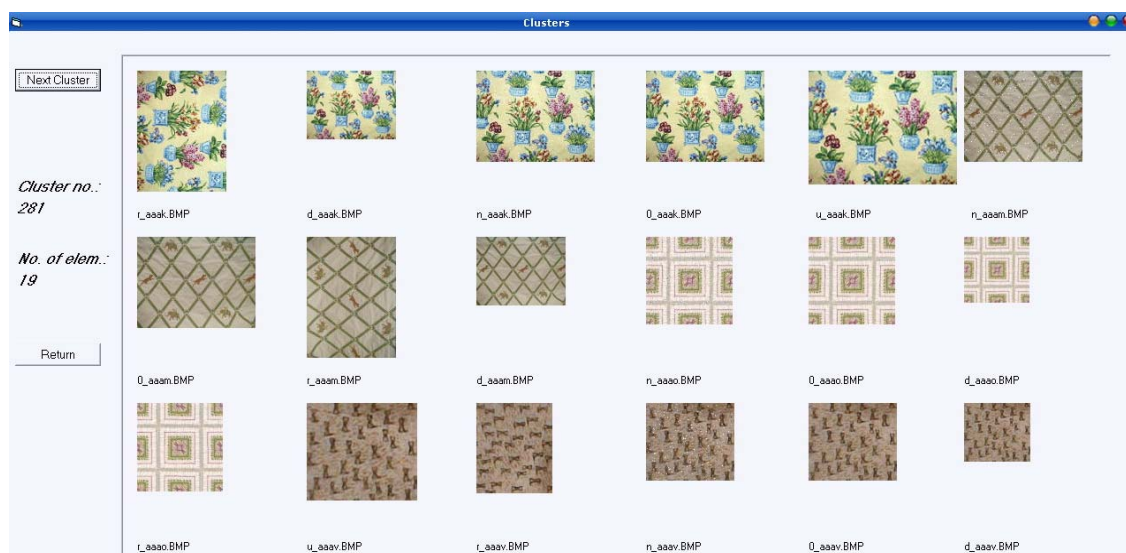 Clusters
Next Cluster
Cluster no.:
281
No. of elem.:
19
Return
r_aaak.BMP d_aaak.BMP n_aaak.BMP 0_aaak.BMP u_aaak.BMP n_aaam.BMP
0_aaam.BMP r_aaam.BMP d_aaam.BMP n_aaao.BMP 0_aaao.BMP d_aaao.BMP
r_aaao.BMP u_aaav.BMP r_aaav.BMP n_aaav.BMP 0_aaav.BMP d_aaav.BMP